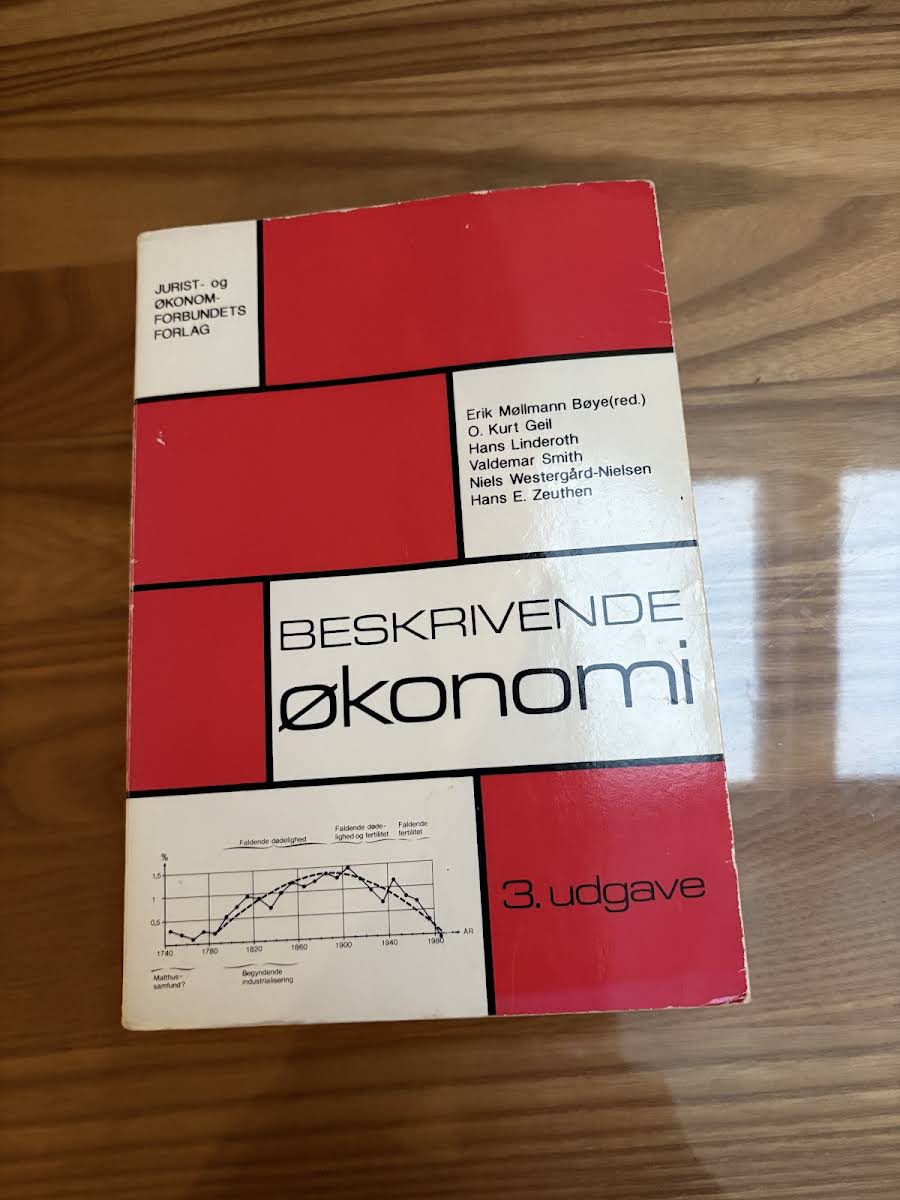 JURIST- og
ØKONOM-
FORBUNDETS
FORLAG
Erik Møllmann Bøye(red.)
O. Kurt Geil
Hans Linderoth
Valdemar Smith
Niels Westergård-Nielsen
Hans E. Zeuthen
BESKRIVENDE
økonomi
Faldende dødelighed
Faldende døde-
lighed og fertilitet
Faldende
fertilitet
%
1,5
1
0,5
1740
1780
1820
1860
1900
1940
1980
ÅR
Malthus-
samfund?
Begyndende
industrialisering
3. udgave